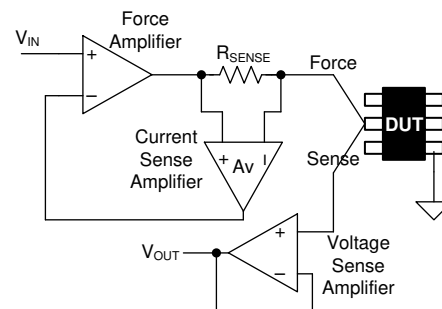 Force
Amplifier
V_IN
+
−
R_SENSE
Force
DUT
Current
Sense
Amplifier
+
−
Av
Sense
V_OUT
+
−
Voltage
Sense
Amplifier